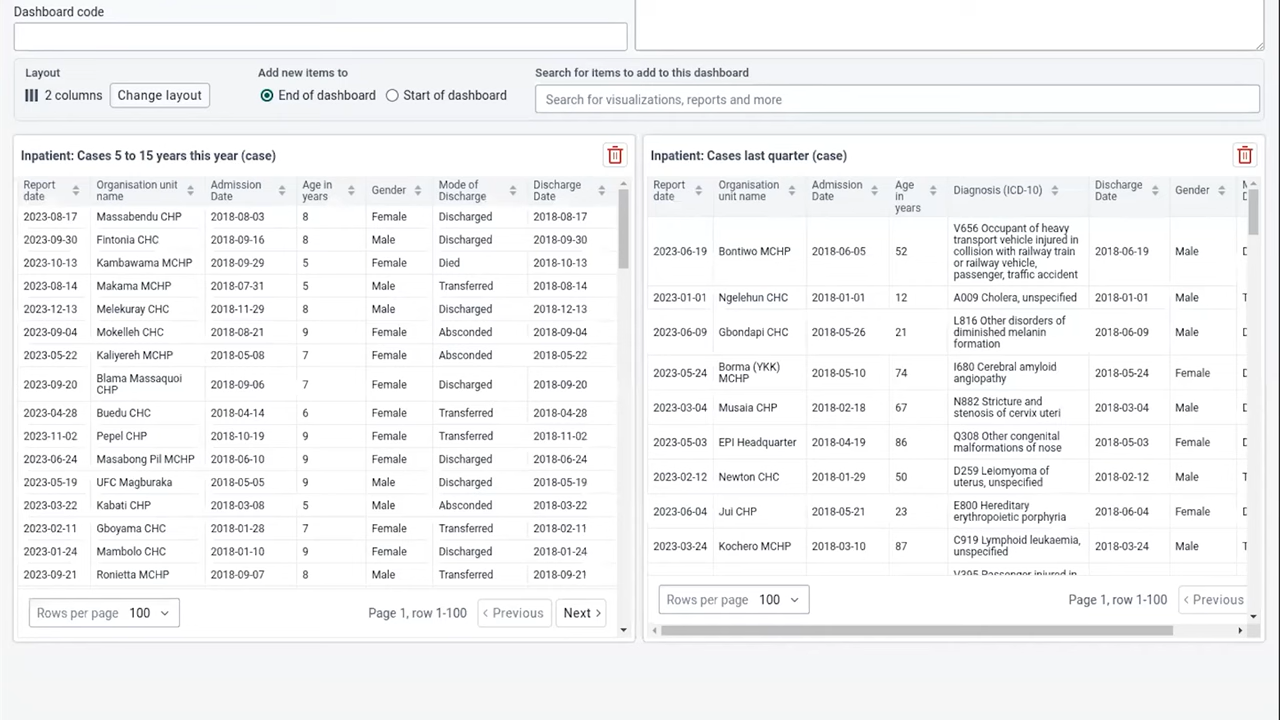 Dashboard code
Layout
Add new items to
Search for items to add to this dashboard
2 columns
Change layout
End of dashboard
Start of dashboard
Search for visualizations, reports and more
Inpatient: Cases 5 to 15 years this year (case)
Report date
Organisation unit name
Admission Date
Age in years
Gender
Mode of Discharge
Discharge Date
2023-08-17 Massabendu CHP 2018-08-03 8 Female Discharged 2018-08-17
2023-09-30 Fintonia CHC 2018-09-16 8 Male Discharged 2018-09-30
2023-10-13 Kambawama MCHP 2018-09-29 5 Female Died 2018-10-13
2023-08-14 Makama MCHP 2018-07-31 5 Male Transferred 2018-08-14
2023-12-13 Melekuray CHC 2018-11-29 8 Male Discharged 2018-12-13
2023-09-04 Mokelleh CHC 2018-08-21 9 Female Absconded 2018-09-04
2023-05-22 Kaliyereh MCHP 2018-05-08 7 Female Absconded 2018-05-22
2023-09-20 Blama Massaquoi CHP 2018-09-06 7 Female Discharged 2018-09-20
2023-04-28 Buedu CHC 2018-04-14 6 Female Transferred 2018-04-28
2023-11-02 Pepel CHP 2018-10-19 9 Female Transferred 2018-11-02
2023-06-24 Masabong Pil MCHP 2018-06-10 9 Female Discharged 2018-06-24
2023-05-19 UFC Magburaka 2018-05-05 9 Male Discharged 2018-05-19
2023-03-22 Kabati CHP 2018-03-08 5 Male Absconded 2018-03-22
2023-02-11 Gboyama CHC 2018-01-28 7 Female Transferred 2018-02-11
2023-01-24 Mambolo CHC 2018-01-10 9 Female Discharged 2018-01-24
2023-09-21 Ronietta MCHP 2018-09-07 8 Male Transferred 2018-09-21
Rows per page 100
Page 1, row 1-100
Previous
Next
Inpatient: Cases last quarter (case)
Report date
Organisation unit name
Admission Date
Age in years
Diagnosis (ICD-10)
Discharge Date
Gender
2023-06-19 Bontiwo MCHP 2018-06-05 52 V656 Occupant of heavy transport vehicle injured in collision with railway train or railway vehicle, passenger, traffic accident 2018-06-19 Male
2023-01-01 Ngelehun CHC 2018-01-01 12 A009 Cholera, unspecified 2018-01-01 Male
2023-06-09 Gbondapi CHC 2018-05-26 21 L816 Other disorders of diminished melanin formation 2018-06-09 Male
2023-05-24 Borma (YKK) MCHP 2018-05-10 74 I680 Cerebral amyloid angiopathy 2018-05-24 Female
2023-03-04 Musaia CHP 2018-02-18 67 N882 Stricture and stenosis of cervix uteri 2018-03-04 Male
2023-05-03 EPI Headquarter 2018-04-19 86 Q308 Other congenital malformations of nose 2018-05-03 Female
2023-02-12 Newton CHC 2018-01-29 50 D259 Leiomyoma of uterus, unspecified 2018-02-12 Male
2023-06-04 Jui CHP 2018-05-21 23 E800 Hereditary erythropoietic porphyria 2018-06-04 Female
2023-03-24 Kochero MCHP 2018-03-10 87 C919 Lymphoid leukaemia, unspecified 2018-03-24 Male
Rows per page 100
Page 1, row 1-100
Previous